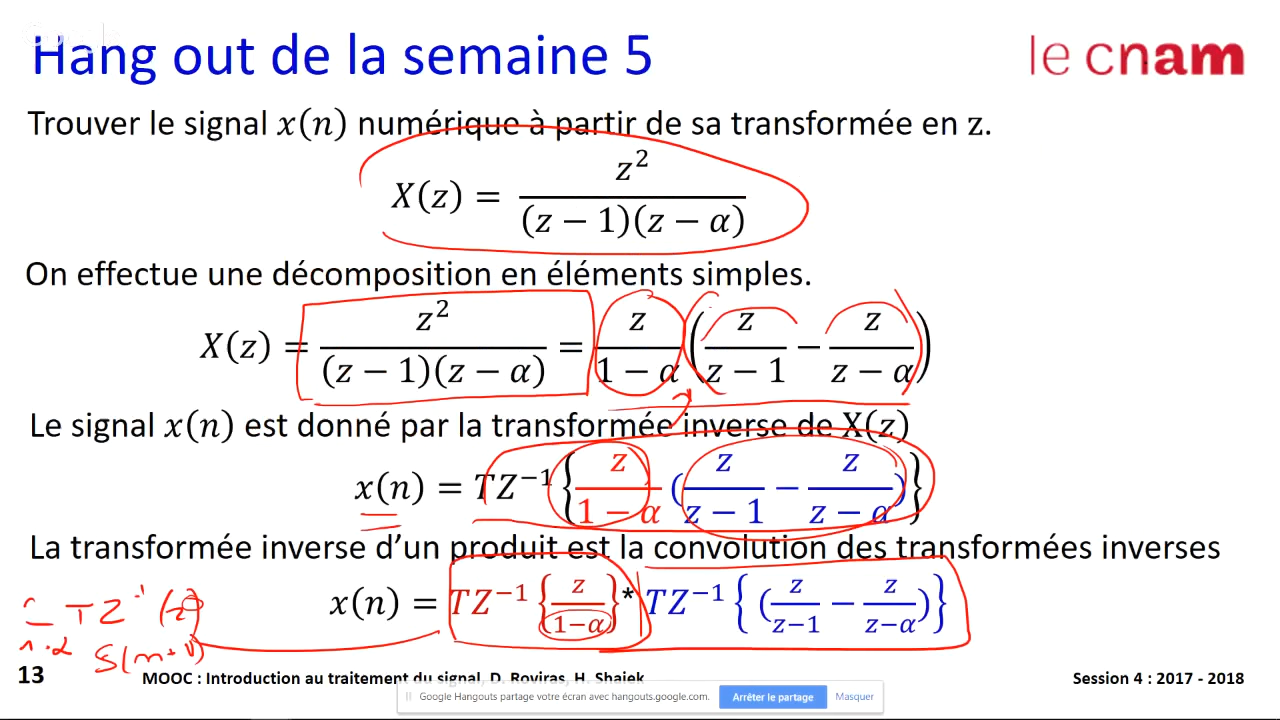 Hang out de la semaine 5
le cnam
Trouver le signal x(n) numérique à partir de sa transformée en z.
X(z) = z² / ((z − 1)(z − α))
On effectue une décomposition en éléments simples.
X(z) = z² / ((z − 1)(z − α)) = z / (1 − α) (z / (z − 1) − z / (z − α))
Le signal x(n) est donné par la transformée inverse de X(z)
x(n) = TZ⁻¹ { z / (1 − α) ( z / (z − 1) − z / (z − α) ) }
La transformée inverse d’un produit est la convolution des transformées inverses
x(n) = TZ⁻¹ { z / (1−α) } * TZ⁻¹ { ( z / (z−1) − z / (z−α) ) }
TZ⁻¹ (z)
1-α δ(n+1)
13 MOOC : Introduction au traitement du signal, D. Roviras, H. Shaiek Session 4 : 2017 - 2018
Google Hangouts partage votre écran avec hangouts.google.com. Arrêter le partage Masquer